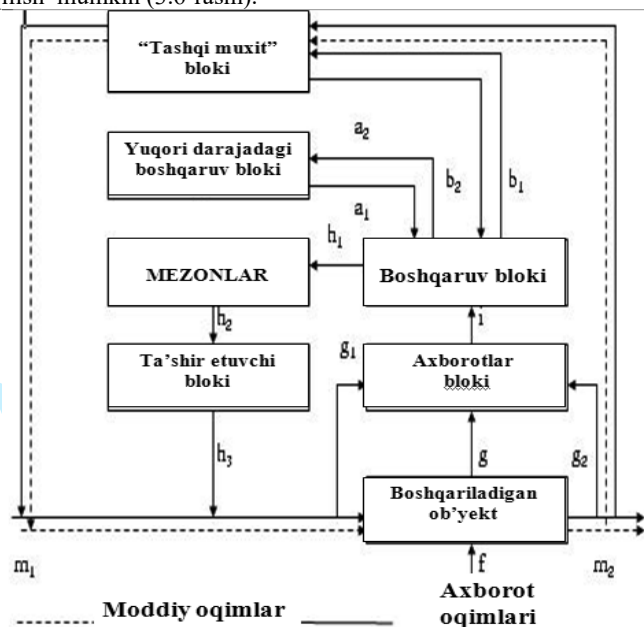 “Tashqi muxit”
bloki
a₂
Yuqori darajadagi
boshqaruv bloki
b₂
b₁
a₁
h₁
MEZONLAR
Boshqaruv bloki
h₂
i
g₁
Ta’shir etuvchi
bloki
Axborotlar
bloki
h₃
g
g₂
Boshqariladigan
ob’yekt
m₁
f
m₂
Moddiy oqimlar
Axborot
oqimlari